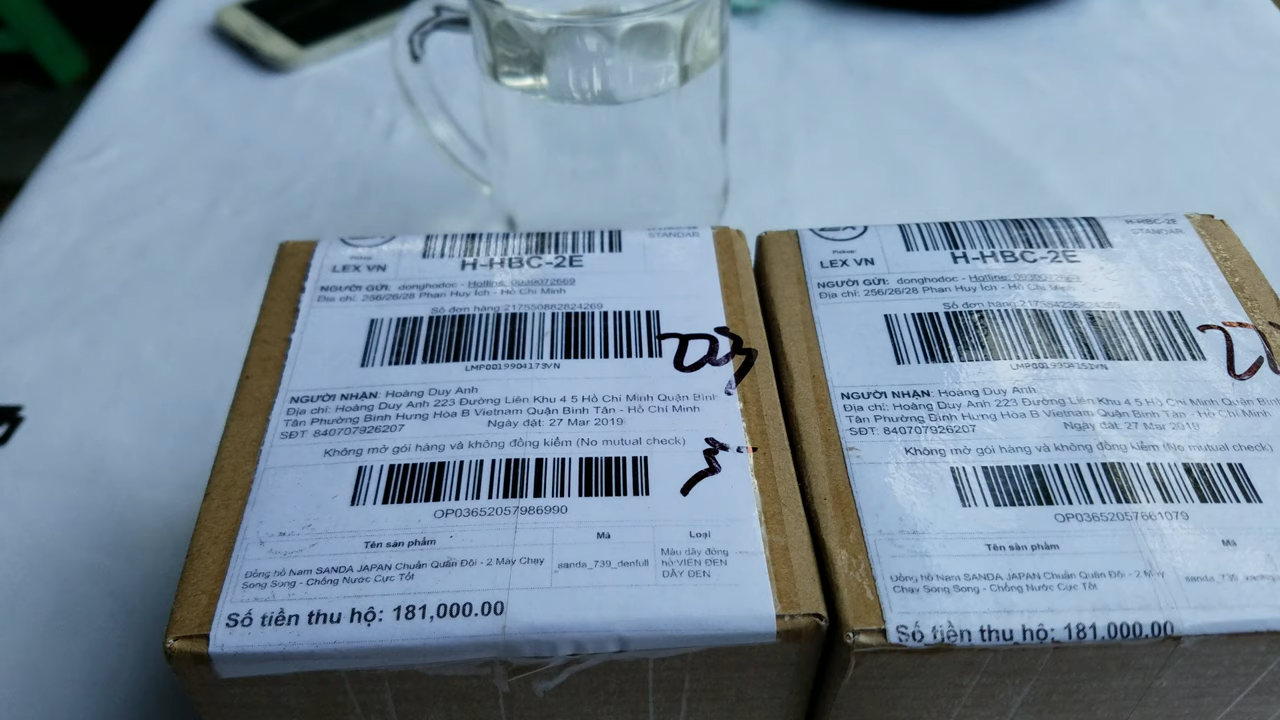 Pickup:
LEX VN
STANDAR
H-HBC-2E
NGƯỜI GỬI: donghodoc - Hotline: 0939072669
Địa chỉ: 256/26/28 Phan Huy Ích - Hồ Chí Minh
Số đơn hàng:217550882824269
LMP0019904173VN
NGƯỜI NHẬN: Hoàng Duy Anh
Địa chỉ: Hoàng Duy Anh 223 Đường Liên Khu 4 5 Hồ Chí Minh Quận Bình
Tân Phường Bình Hưng Hòa B Vietnam Quận Bình Tân - Hồ Chí Minh
SĐT: 840707926207 Ngày đặt: 27 Mar 2019
Không mở gói hàng và không đồng kiểm (No mutual check)
OP03652057986990
Tên sản phẩm Mã Loại
Đồng hồ Nam SANDA JAPAN Chuẩn Quân Đội - 2 Máy Chạy
Song Song - Chống Nước Cực Tốt
sanda_739_denfull
Màu dây đồng
hồ:VIỀN ĐEN
DÂY ĐEN
Số tiền thu hộ: 181,000.00
H-HBC-2E
Pickup:
LEX VN
STANDAR
H-HBC-2E
NGƯỜI GỬI: donghodoc - Hotline: 0939072669
Địa chỉ: 256/26/28 Phan Huy Ích - Hồ Chí Minh
Số đơn hàng:
NGƯỜI NHẬN: Hoàng Duy Anh
Địa chỉ: Hoàng Duy Anh 223 Đường Liên Khu 4 5 Hồ Chí Minh Quận Bình
Tân Phường Bình Hưng Hòa B Vietnam Quận Bình Tân - Hồ Chí Minh
SĐT: 840707926207 Ngày đặt: 27 Mar 2019
Không mở gói hàng và không đồng kiểm (No mutual check)
OP03652057661079
Tên sản phẩm Mã
Đồng hồ Nam SANDA JAPAN Chuẩn Quân Đội - 2 Máy
Chạy Song Song - Chống Nước Cực Tốt
Số tiền thu hộ: 181,000.00